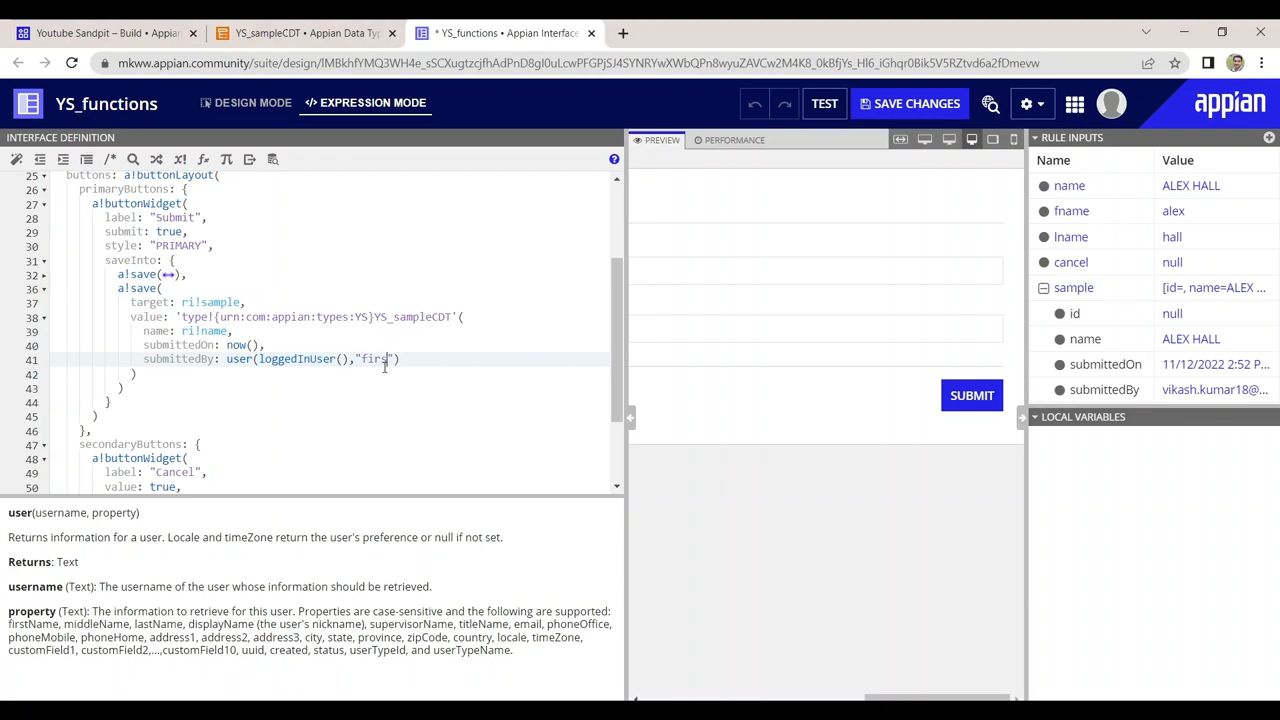 Youtube Sandpit – Build • Appian
YS_sampleCDT • Appian Data Ty
* YS_functions • Appian Interface
mkww.appian.community/suite/design/
YS_functions
DESIGN MODE
</> EXPRESSION MODE
TEST
SAVE CHANGES
appian
INTERFACE DEFINITION
PREVIEW
PERFORMANCE
RULE INPUTS
25 buttons: a!buttonLayout(
26 primaryButtons: {
27 a!buttonWidget(
28 label: "Submit",
29 submit: true,
30 style: "PRIMARY",
31 saveInto: {
32 a!save(↔),
36 a!save(
37 target: ri!sample,
38 value: 'type!{urn:com:appian:types:YS}YS_sampleCDT'(
39 name: ri!name,
40 submittedOn: now(),
41 submittedBy: user(loggedInUser(),"firs")
42 )
43 )
44 }
45 )
46 },
47 secondaryButtons: {
48 a!buttonWidget(
49 label: "Cancel",
50 value: true,
user(username, property)
Returns information for a user. Locale and timeZone return the user's preference or null if not set.
Returns: Text
username (Text): The username of the user whose information should be retrieved.
property (Text): The information to retrieve for this user. Properties are case-sensitive and the following are supported:
firstName, middleName, lastName, displayName (the user's nickname), supervisorName, titleName, email, phoneOffice,
phoneMobile, phoneHome, address1, address2, address3, city, state, province, zipCode, country, locale, timeZone,
customField1, customField2,...,customField10, uuid, created, status, userTypeId, and userTypeName.
SUBMIT
Name Value
name ALEX HALL
fname alex
lname hall
cancel null
sample [id=, name=ALEX ...
id null
name ALEX HALL
submittedOn 11/12/2022 2:52 P...
submittedBy vikash.kumar18@...
LOCAL VARIABLES